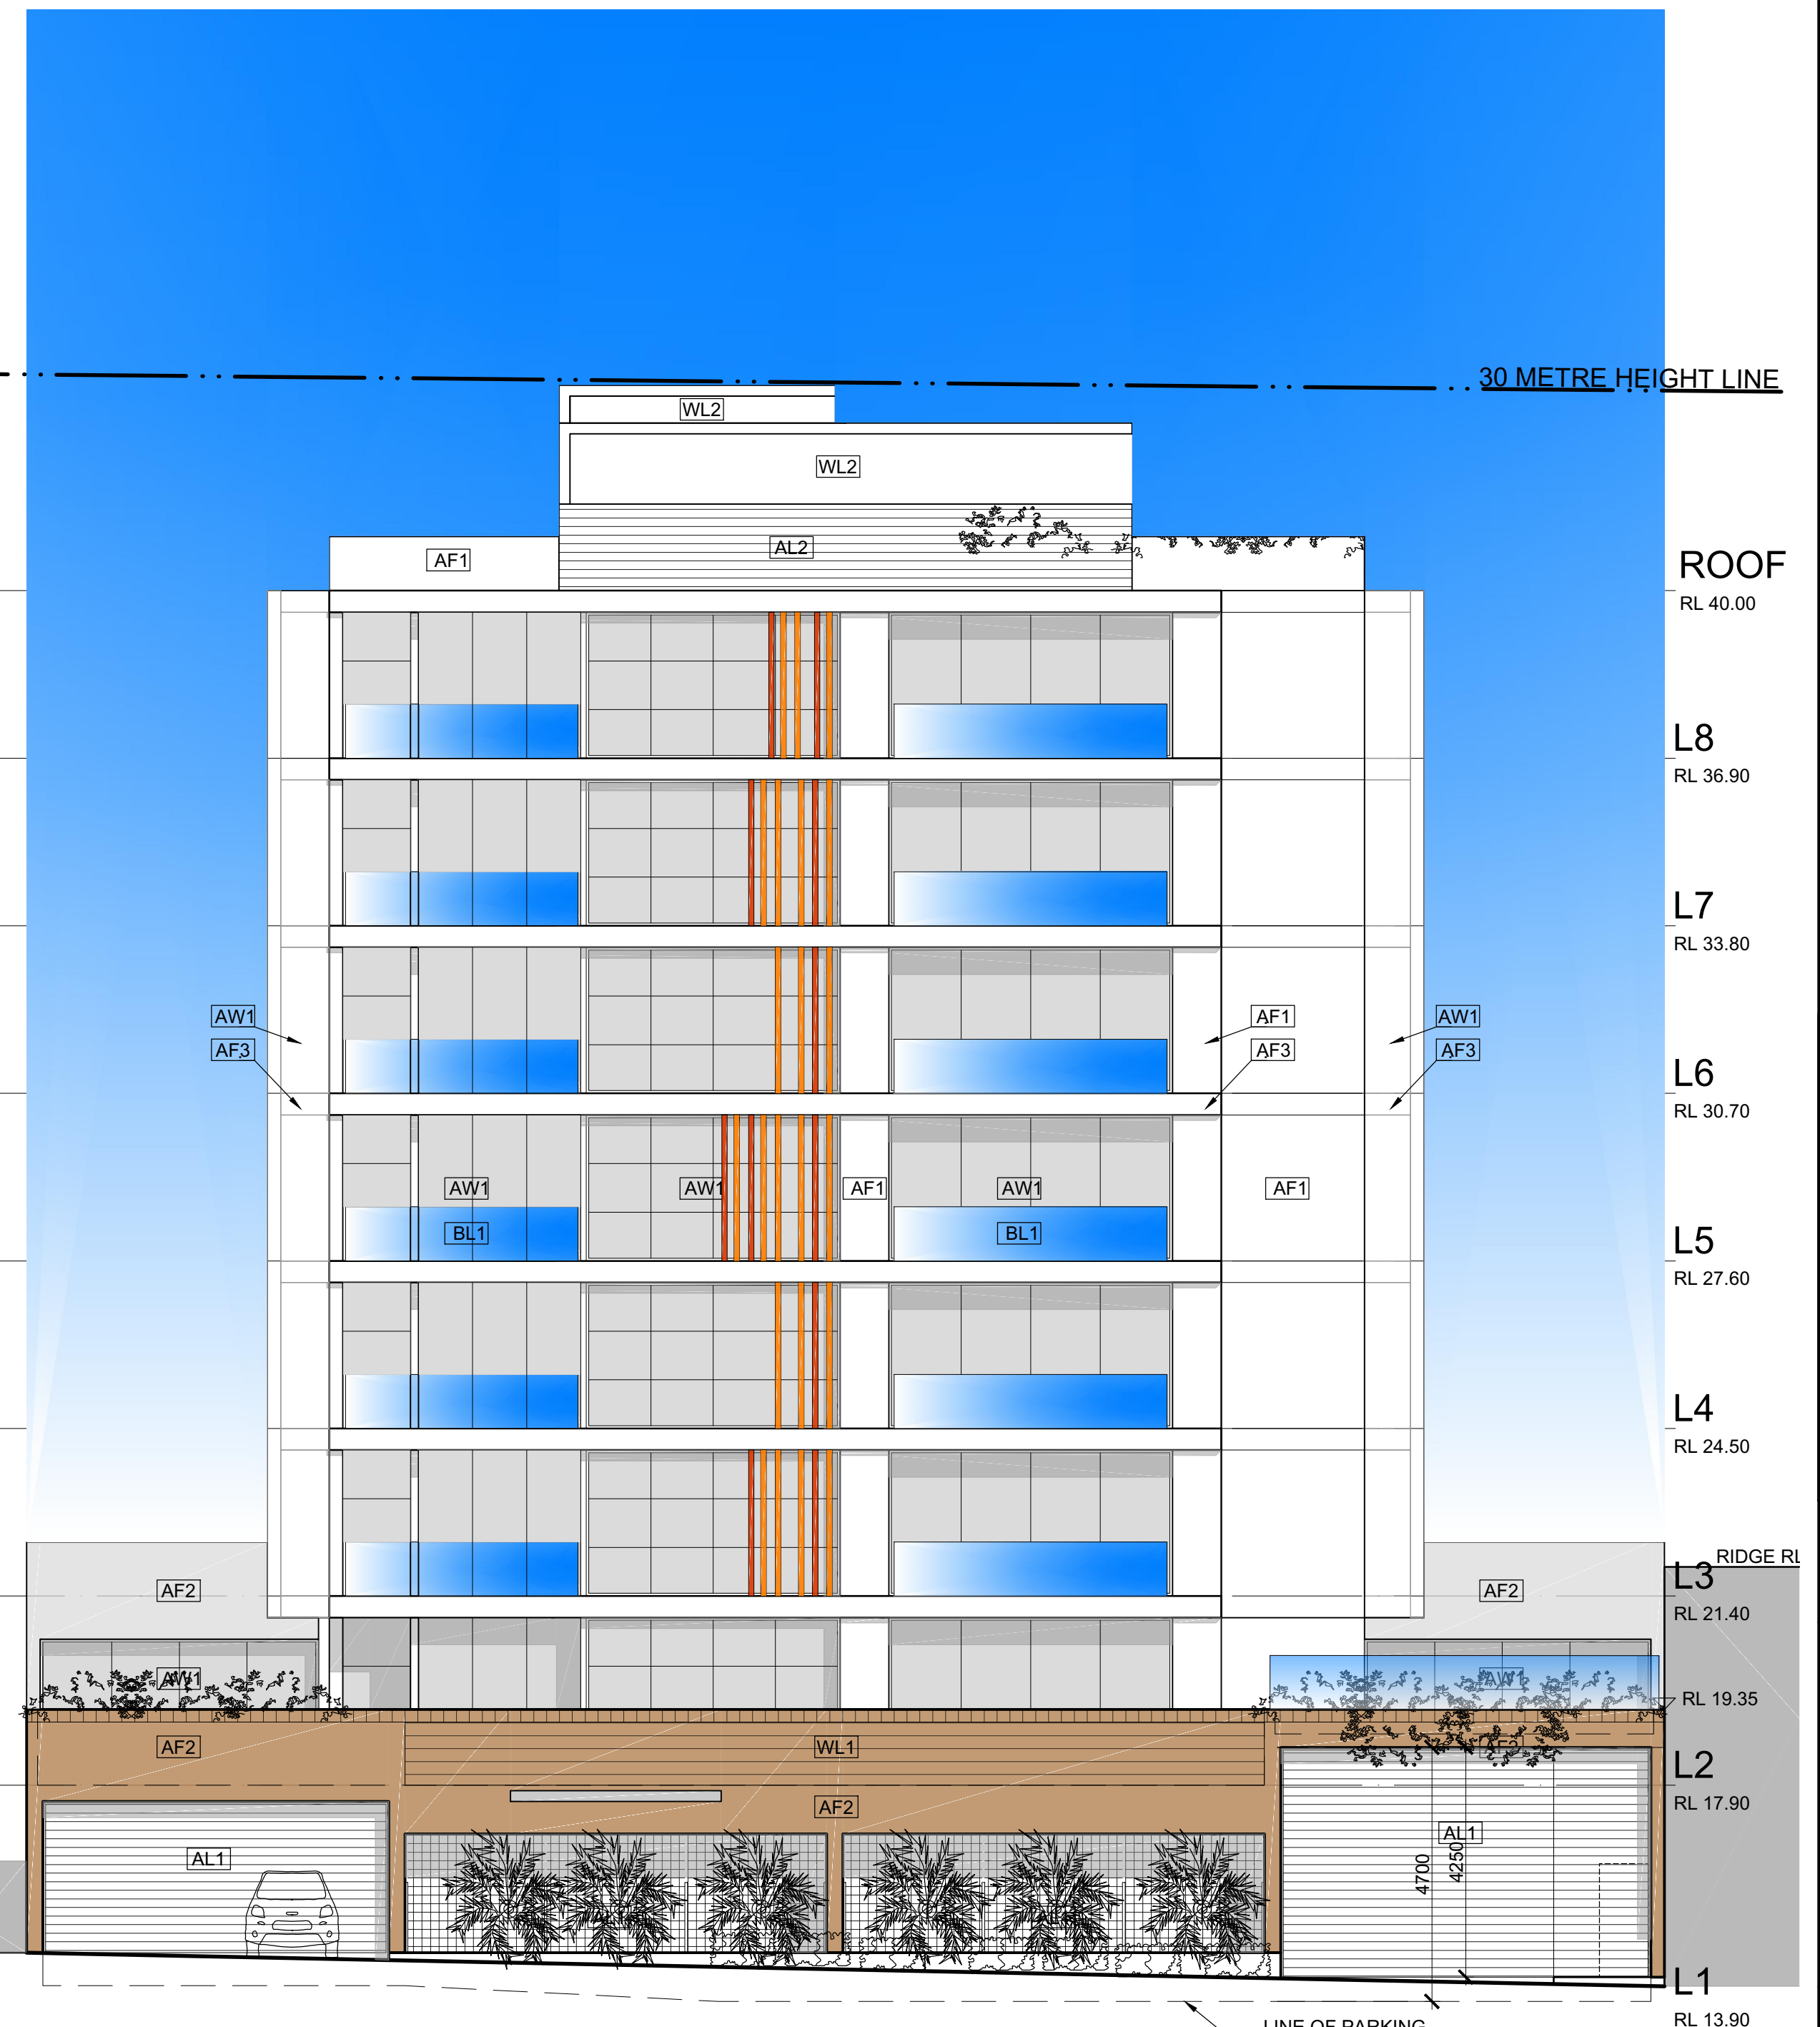 30 METRE HEIGHT LINE
WL2
WL2
AL2
AF1
ROOF
RL 40.00
L8
RL 36.90
L7
RL 33.80
AW1
AF3
AF1
AF3
AW1
AF3
L6
RL 30.70
AW1
AW1
AF1
AW1
AF1
BL1
BL1
L5
RL 27.60
L4
RL 24.50
RIDGE RL
AF2
AF2
L3
RL 21.40
AW1
AW1
RL 19.35
AF2
WL1
AF2
L2
RL 17.90
AF2
AL1
AL1
4700
4250
L1
RL 13.90
LINE OF PARKING